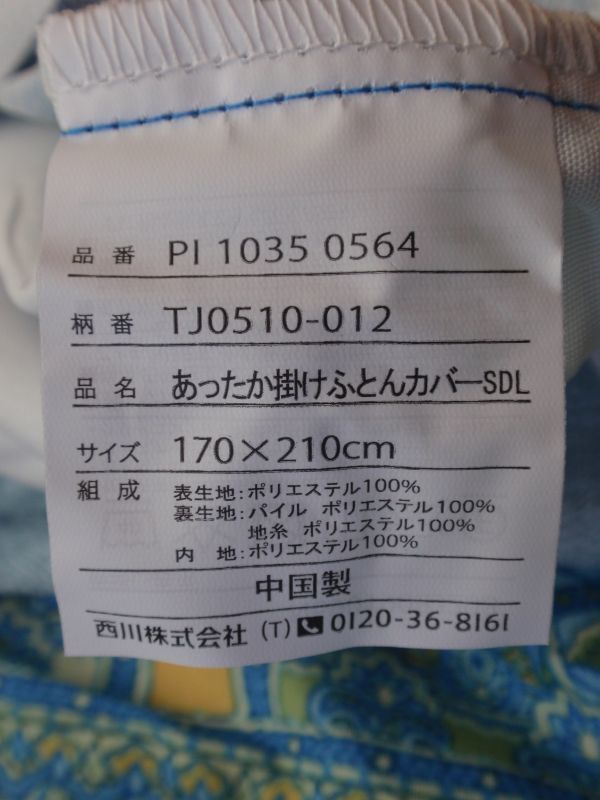 品番 PI 1035 0564
柄番 TJ0510-012
品名 あったか掛けふとんカバーSDL
サイズ 170×210cm
組成 表生地:ポリエステル100%
裏生地:パイル ポリエステル100%
地糸 ポリエステル100%
内 地:ポリエステル100%
中国製
西川株式会社 (T) 0120-36-8161